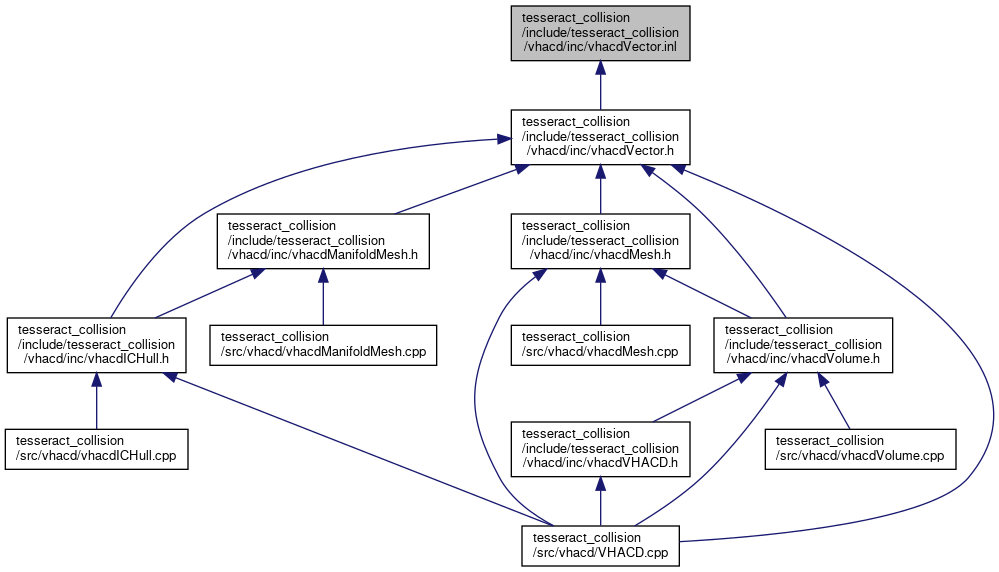 tesseract_collision
/include/tesseract_collision
/vhacd/inc/vhacdVector.inl
tesseract_collision
/include/tesseract_collision
/vhacd/inc/vhacdVector.h
tesseract_collision
/include/tesseract_collision
/vhacd/inc/vhacdManifoldMesh.h
tesseract_collision
/include/tesseract_collision
/vhacd/inc/vhacdMesh.h
tesseract_collision
/include/tesseract_collision
/vhacd/inc/vhacdICHull.h
tesseract_collision
/src/vhacd/vhacdManifoldMesh.cpp
tesseract_collision
/src/vhacd/vhacdMesh.cpp
tesseract_collision
/include/tesseract_collision
/vhacd/inc/vhacdVolume.h
tesseract_collision
/src/vhacd/vhacdICHull.cpp
tesseract_collision
/include/tesseract_collision
/vhacd/inc/vhacdVHACD.h
tesseract_collision
/src/vhacd/vhacdVolume.cpp
tesseract_collision
/src/vhacd/VHACD.cpp